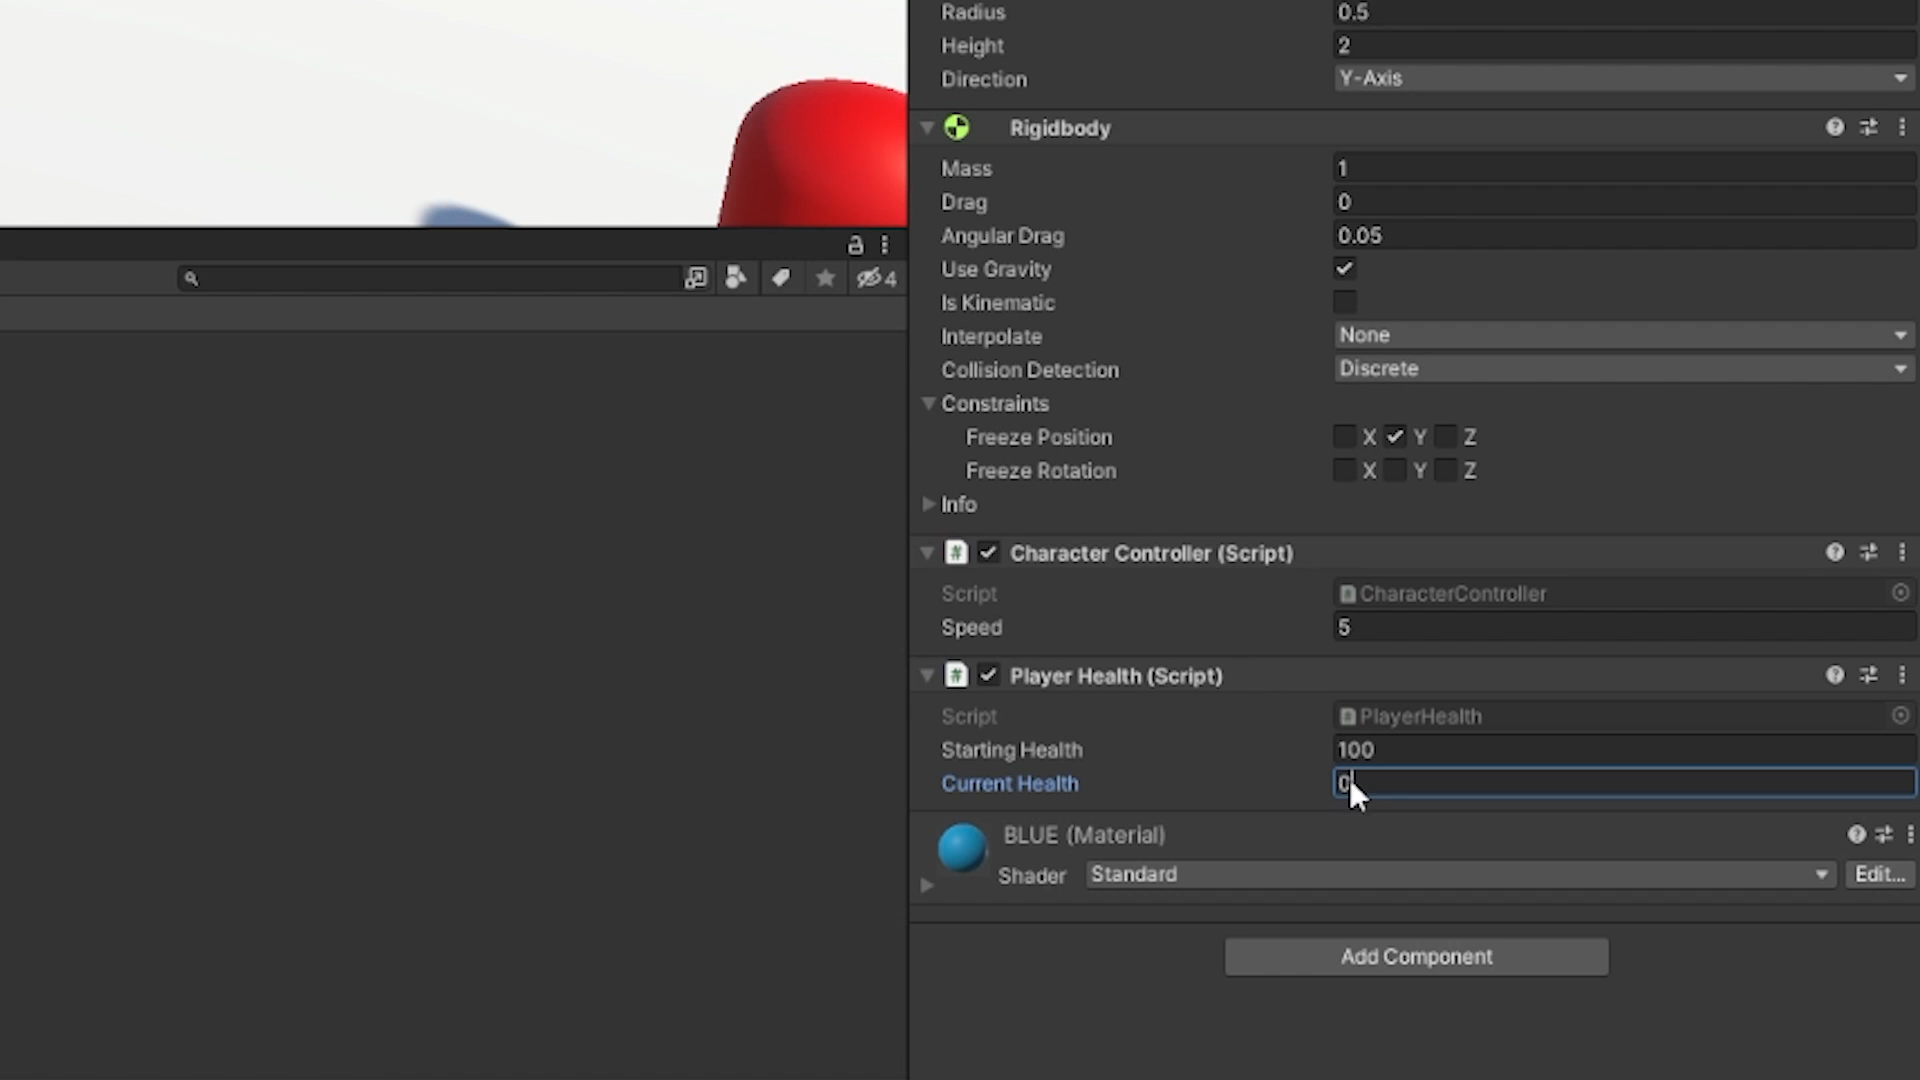 Radius 0.5
Height 2
Direction Y-Axis
Rigidbody
Mass 1
Drag 0
Angular Drag 0.05
Use Gravity
Is Kinematic
Interpolate None
Collision Detection Discrete
Constraints
Freeze Position X Y Z
Freeze Rotation X Y Z
Info
4
# Character Controller (Script)
Script CharacterController
Speed 5
# Player Health (Script)
Script PlayerHealth
Starting Health 100
Current Health 0
BLUE (Material)
Shader Standard Edit...
Add Component